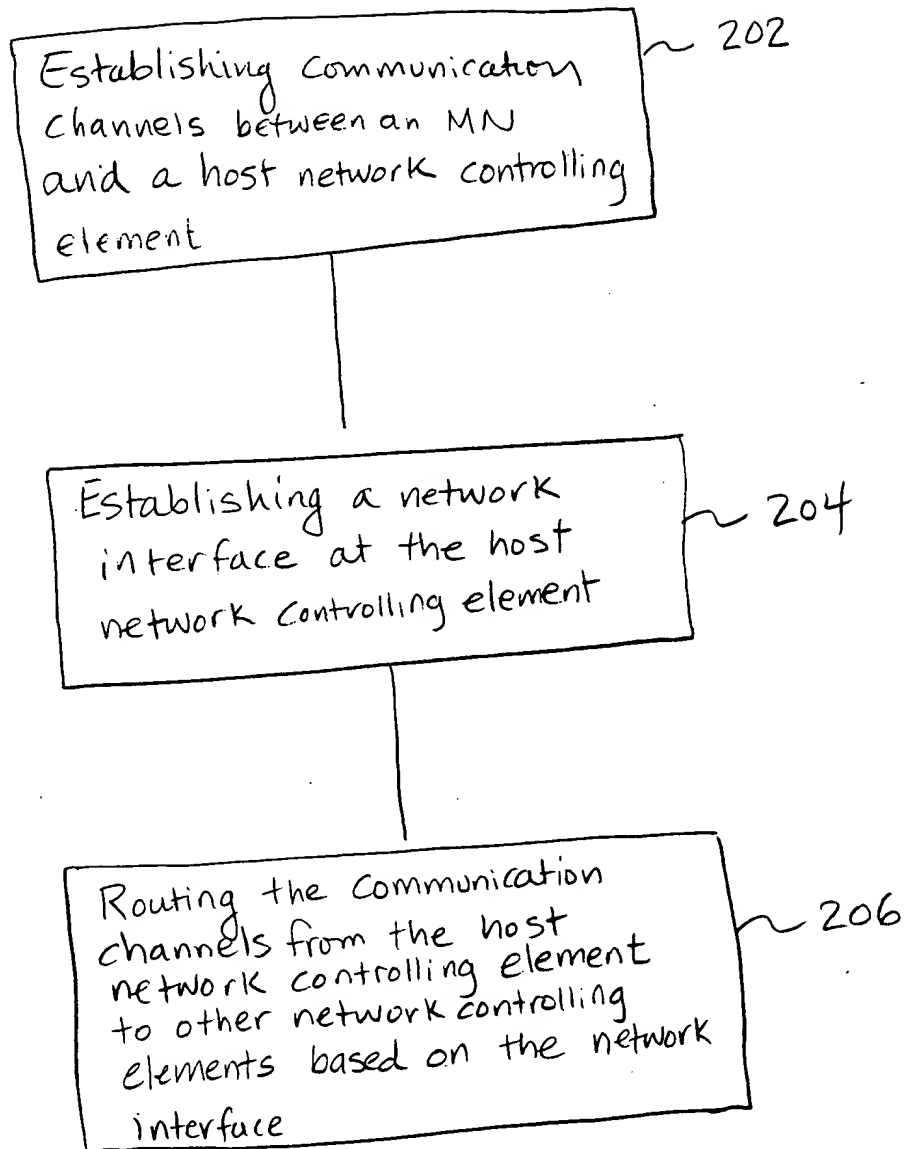 Establishing communication
channels between an MN
and a host network controlling
element
202
Establishing a network
interface at the host
network controlling element
204
Routing the communication
channels from the host
network controlling element
to other network controlling
elements based on the network
interface
206